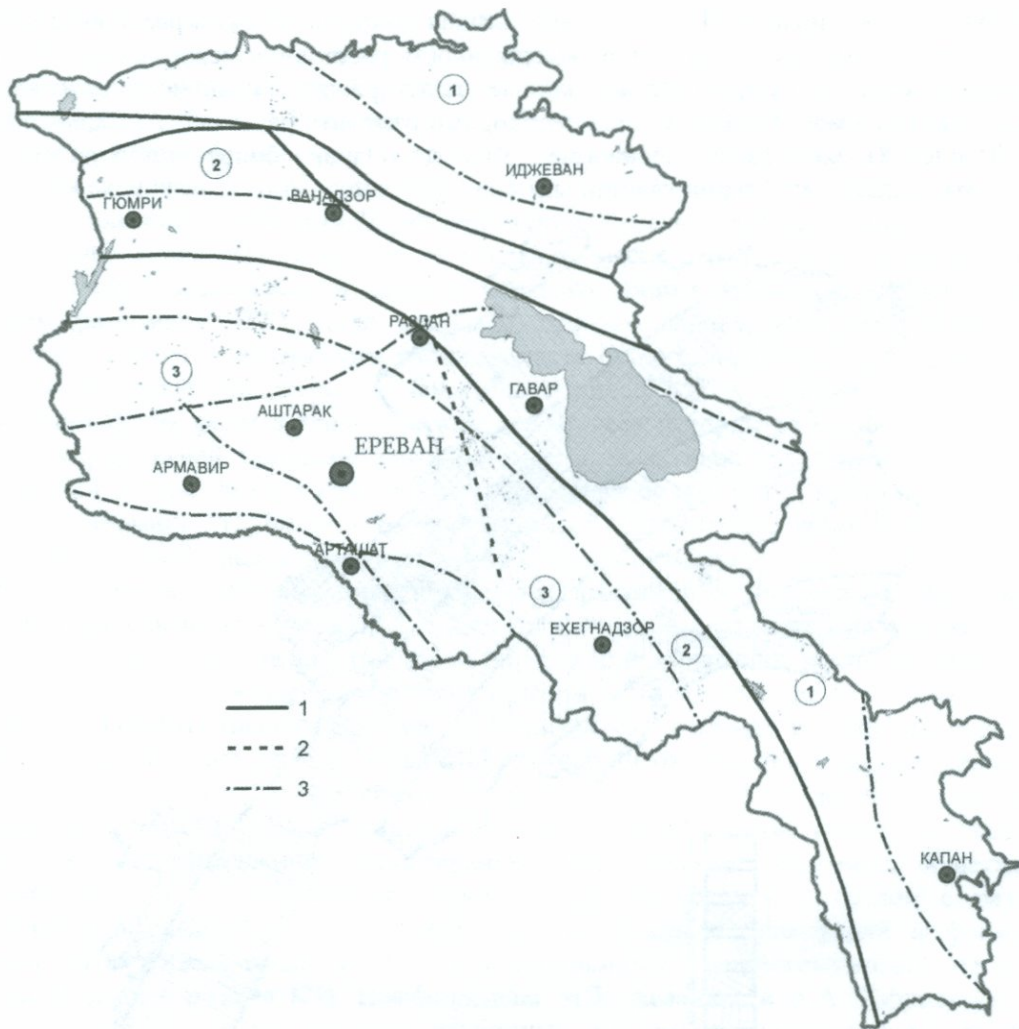 1
ИДЖЕВАН
2
ГЮМРИ
ВАНАДЗОР
РАЗДАН
3
ГАВАР
АШТАРАК
ЕРЕВАН
АРМАВИР
АРТАШАТ
3
ЕХЕГНАДЗОР
2
1
1
2
3
КАПАН